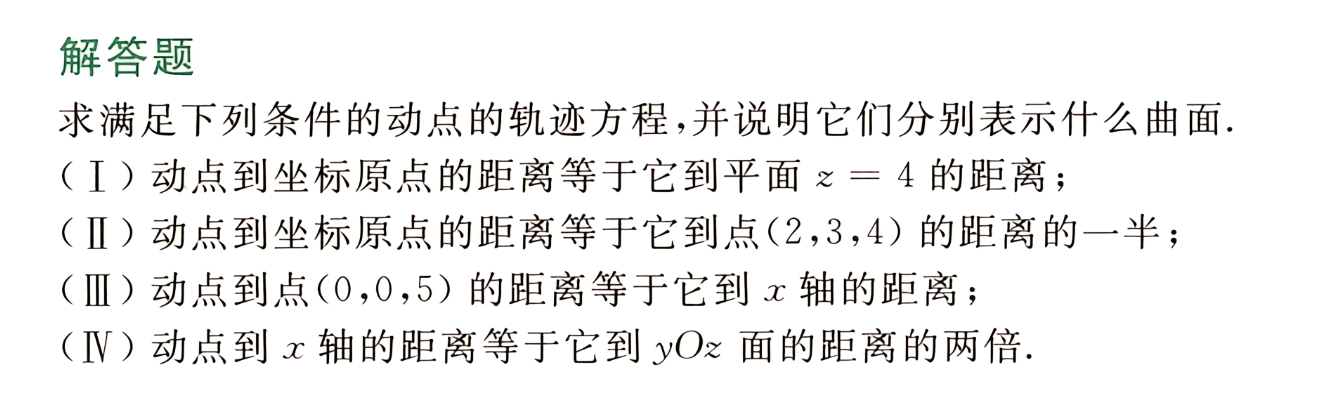 解答题
求满足下列条件的动点的轨迹方程,并说明它们分别表示什么曲面.
(Ⅰ)动点到坐标原点的距离等于它到平面 z = 4 的距离;
(Ⅱ)动点到坐标原点的距离等于它到点(2,3,4)的距离的一半;
(Ⅲ)动点到点(0,0,5)的距离等于它到 x 轴的距离;
(Ⅳ)动点到 x 轴的距离等于它到 yOz 面的距离的两倍.